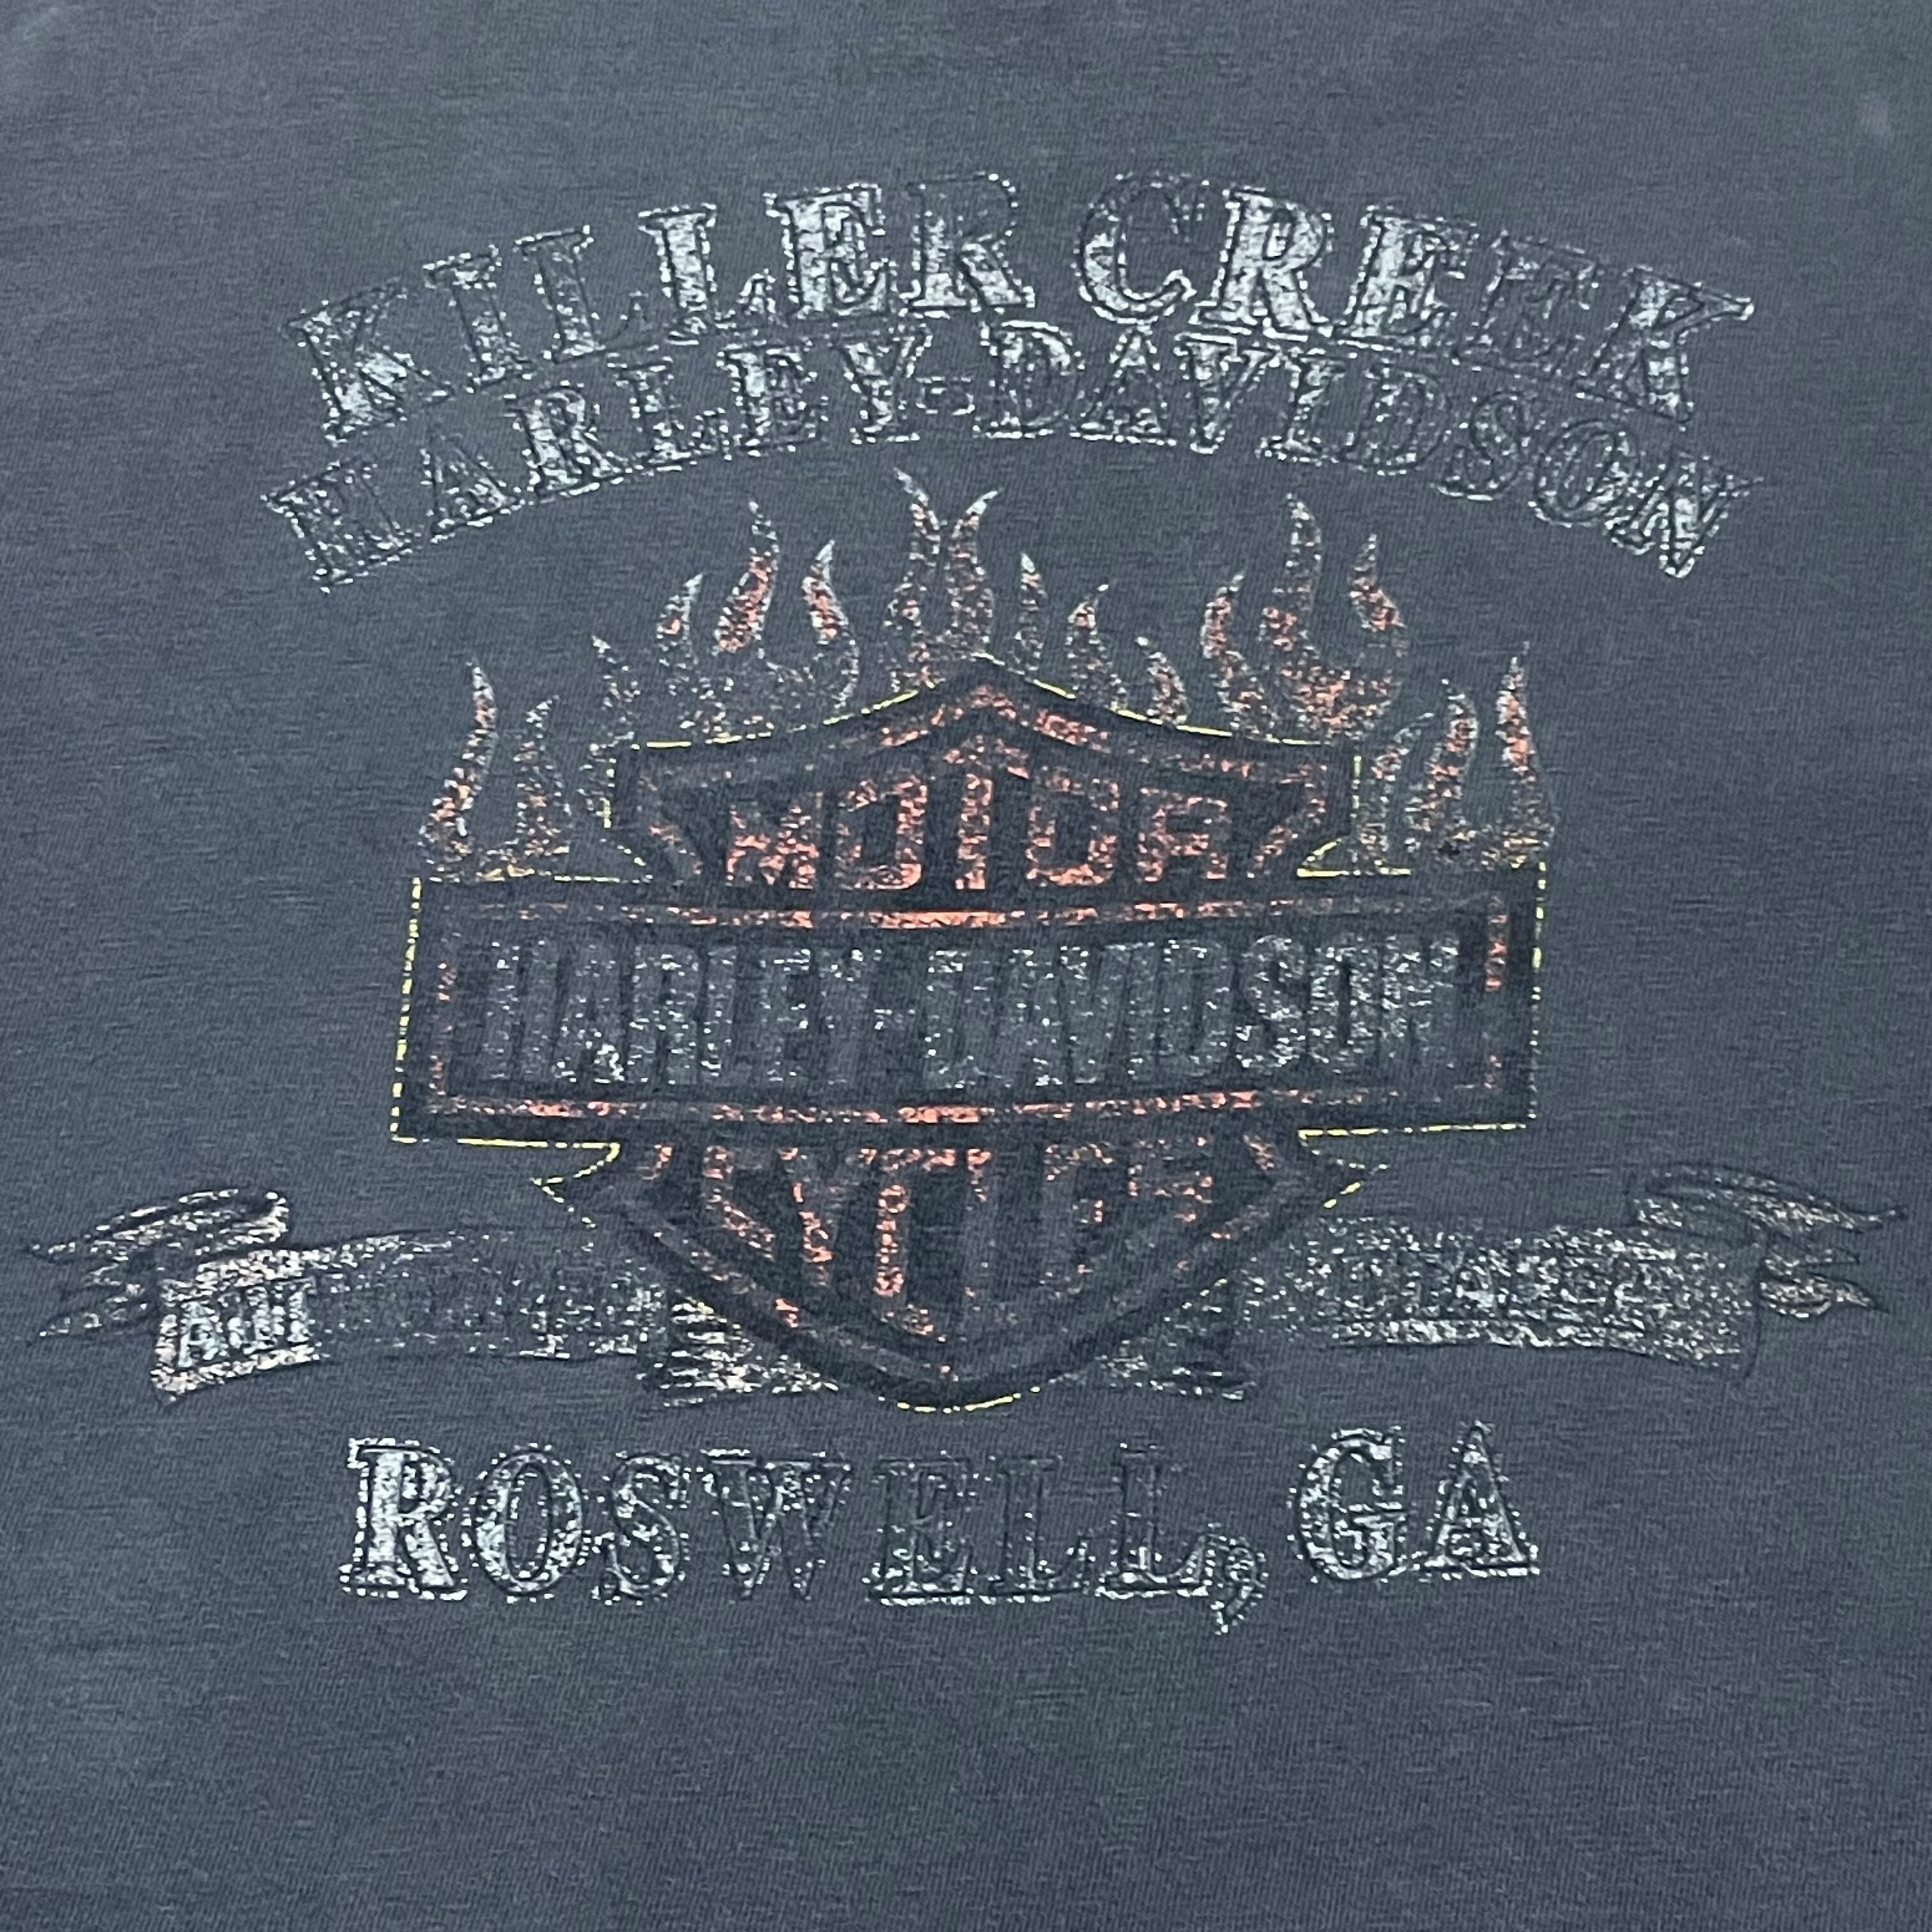 KILLER CREEK
HARLEY-DAVIDSON
MOTOR
HARLEY-DAVIDSON
CYCLES
ROSWELL, GA